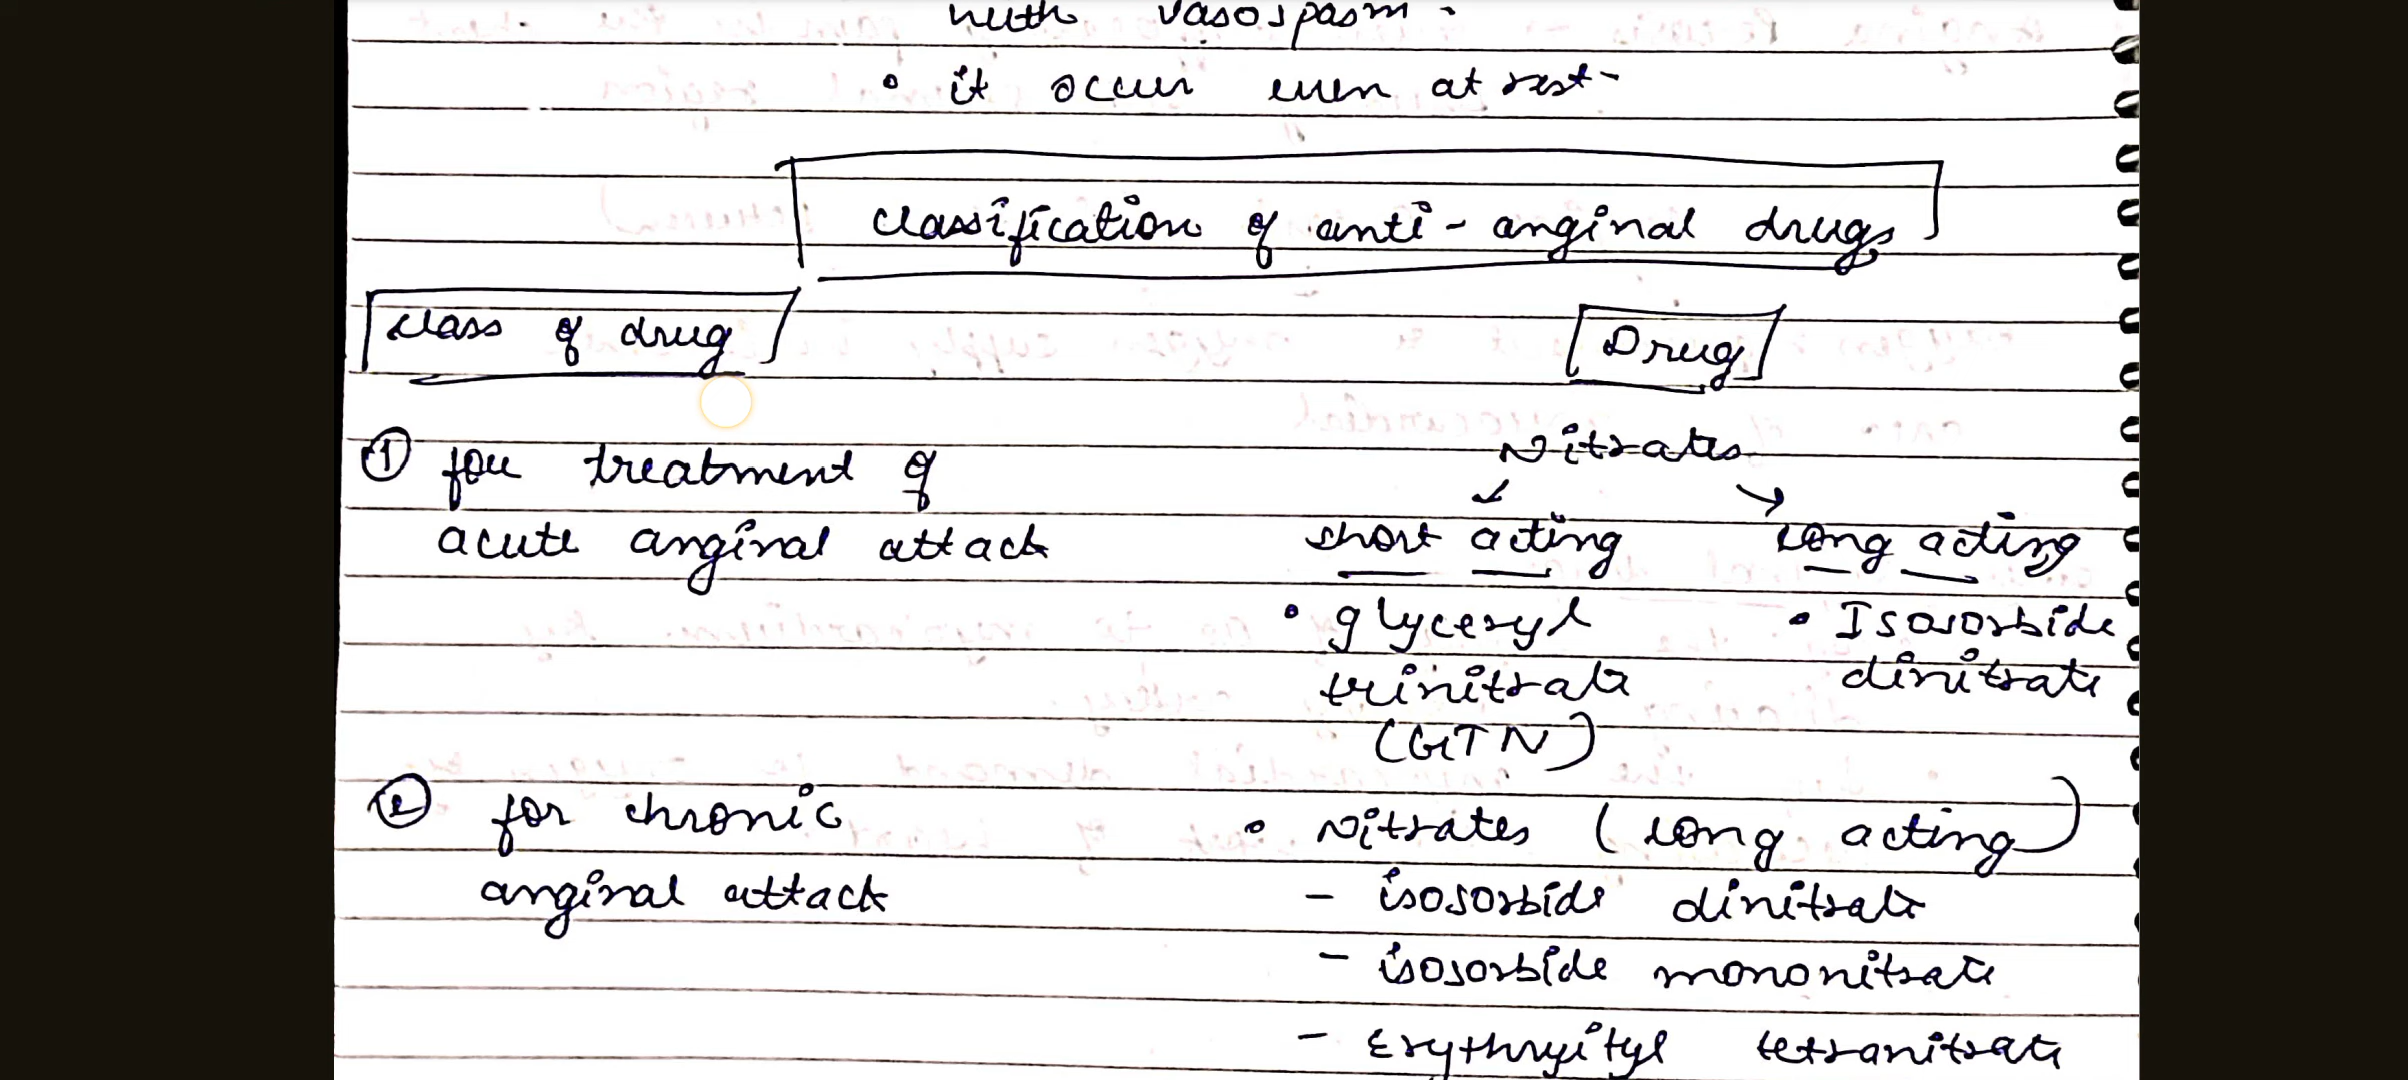 with vasospasm.
• it occur even at rest-
classification of anti-anginal drugs
class of drug
Drug
① for treatment of
acute anginal attack
Nitrates
short acting
long acting
• glyceryl
trinitrate
(GTN)
• Isosorbide
dinitrate
② for chronic
anginal attack
• Nitrates (long acting)
- isosorbide dinitrate
- isosorbide mononitrate
- Erythryityl tetranitrate